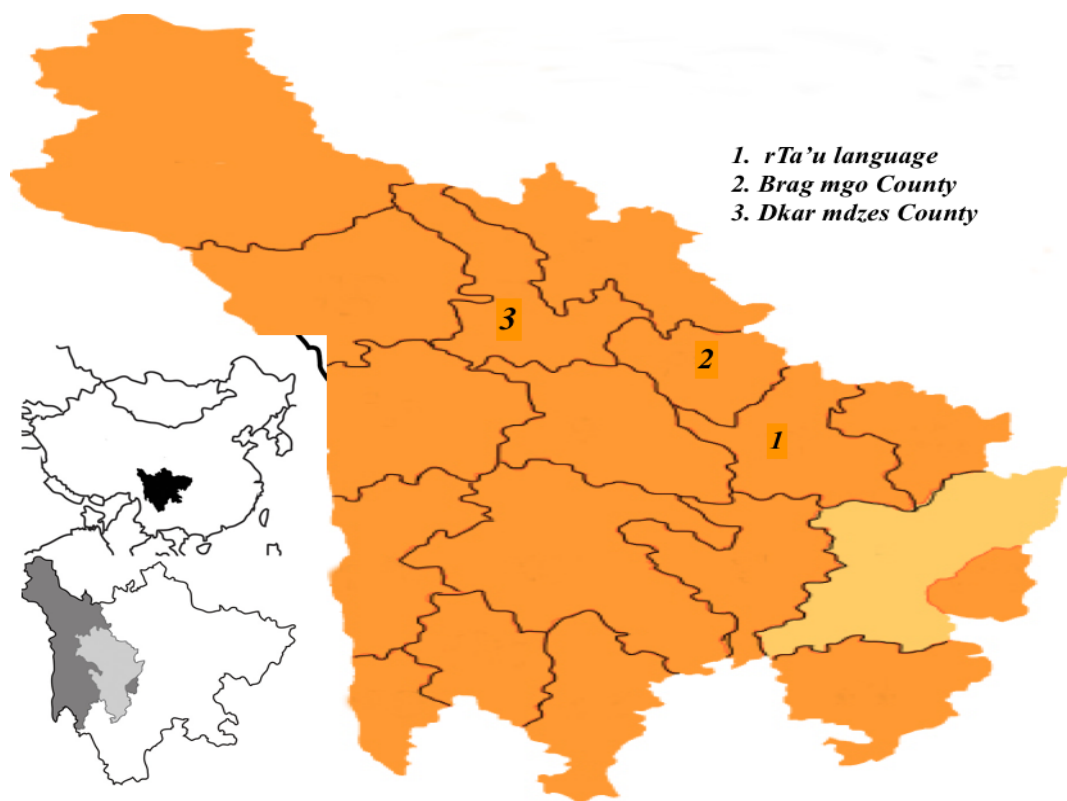 1. rTa’u language
2. Brag mgo County
3. Dkar mdzes County
3
2
1